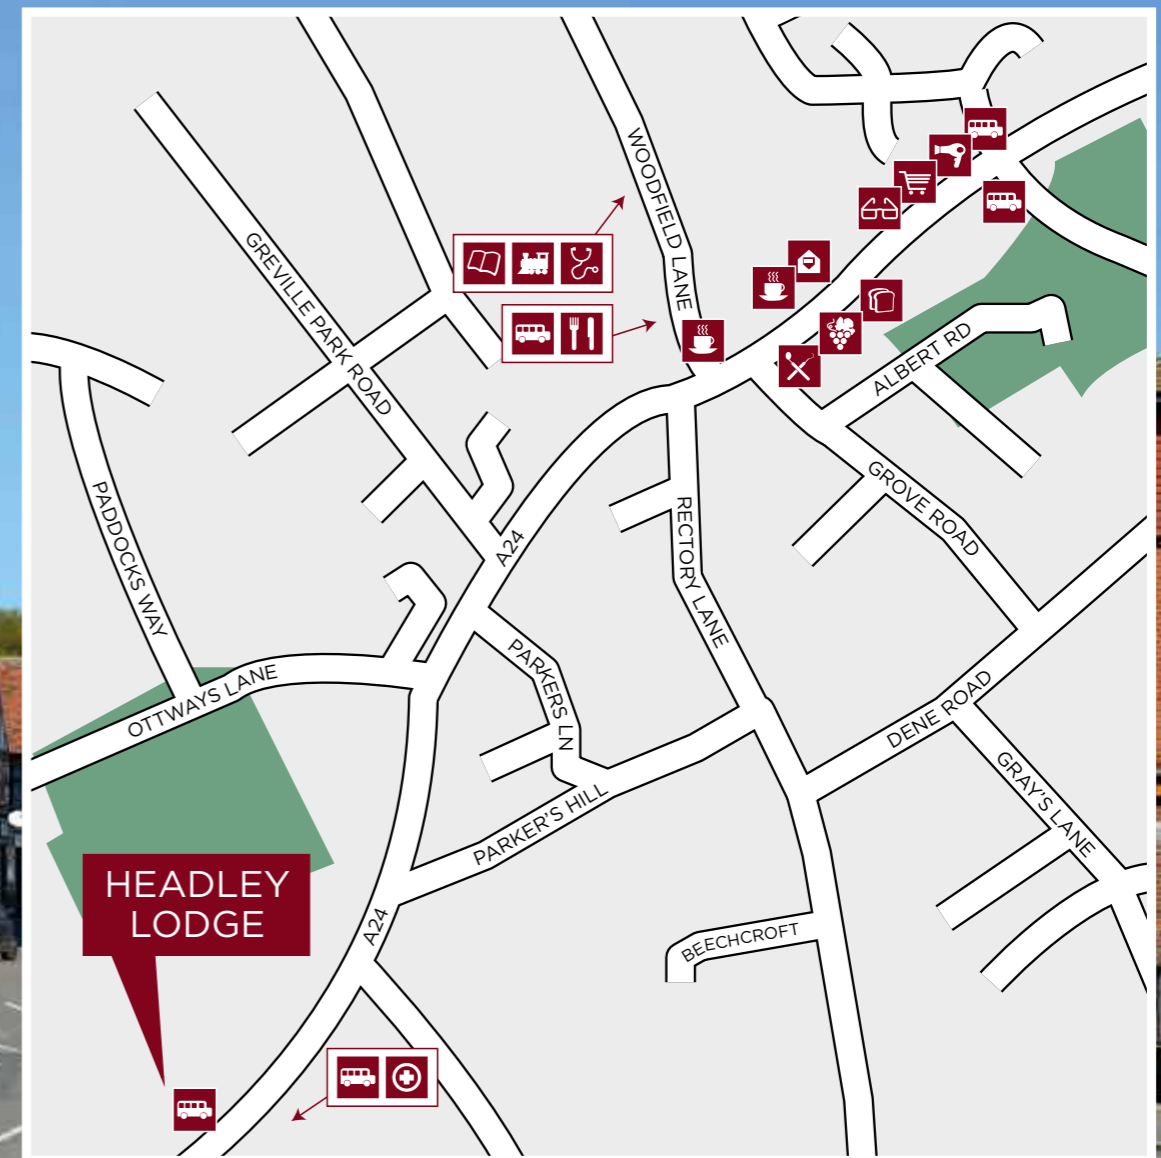 WOODFIELD LANE
GREVILLE PARK ROAD
ALBERT RD
GROVE ROAD
PADDOCKS WAY
A24
RECTORY LANE
PARKERS LN
OTTWAYS LANE
DENE ROAD
GRAY'S LANE
PARKER'S HILL
HEADLEY
LODGE
A24
BEECHCROFT